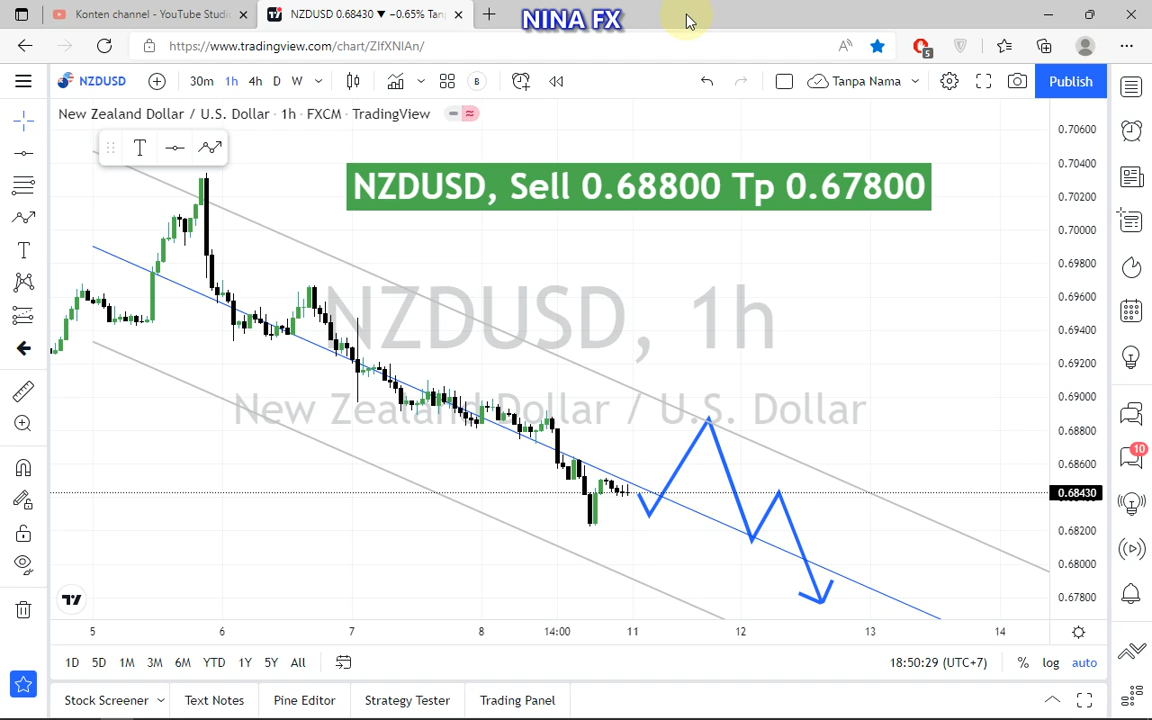 Konten channel - YouTube Studi
NZDUSD 0.68430 ▼ −0.65% Tan
NINA FX
https://www.tradingview.com/chart/ZIfXNIAn/
5
NZDUSD
30m 1h 4h D W
B
Tanpa Nama
Publish
New Zealand Dollar / U.S. Dollar · 1h · FXCM · TradingView
T
NZDUSD, Sell 0.68800 Tp 0.67800
NZDUSD, 1h
New Zealand Dollar / U.S. Dollar
0.70600
0.70400
0.70200
0.70000
0.69800
0.69600
0.69400
0.69200
0.69000
0.68800
0.68600
0.68430
0.68200
0.68000
0.67800
T
10
5 6 7 8 14:00 11 12 13 14
1D 5D 1M 3M 6M YTD 1Y 5Y All
18:50:29 (UTC+7) % log auto
Stock Screener Text Notes Pine Editor Strategy Tester Trading Panel